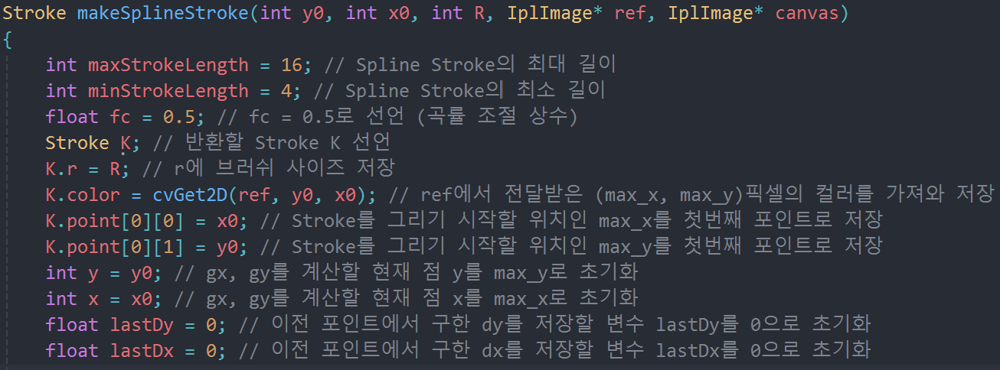 Stroke makeSplineStroke(int y0, int x0, int R, IplImage* ref, IplImage* canvas)
{
int maxStrokeLength = 16; // Spline Stroke의 최대 길이
int minStrokeLength = 4; // Spline Stroke의 최소 길이
float fc = 0.5; // fc = 0.5로 선언 (곡률 조절 상수)
Stroke K; // 반환할 Stroke K 선언
K.r = R; // r에 브러쉬 사이즈 저장
K.color = cvGet2D(ref, y0, x0); // ref에서 전달받은 (max_x, max_y)픽셀의 컬러를 가져와 저장
K.point[0][0] = x0; // Stroke를 그리기 시작할 위치인 max_x를 첫번째 포인트로 저장
K.point[0][1] = y0; // Stroke를 그리기 시작할 위치인 max_y를 첫번째 포인트로 저장
int y = y0; // gx, gy를 계산할 현재 점 y를 max_y로 초기화
int x = x0; // gx, gy를 계산할 현재 점 x를 max_x로 초기화
float lastDy = 0; // 이전 포인트에서 구한 dy를 저장할 변수 lastDy를 0으로 초기화
float lastDx = 0; // 이전 포인트에서 구한 dx를 저장할 변수 lastDx를 0으로 초기화